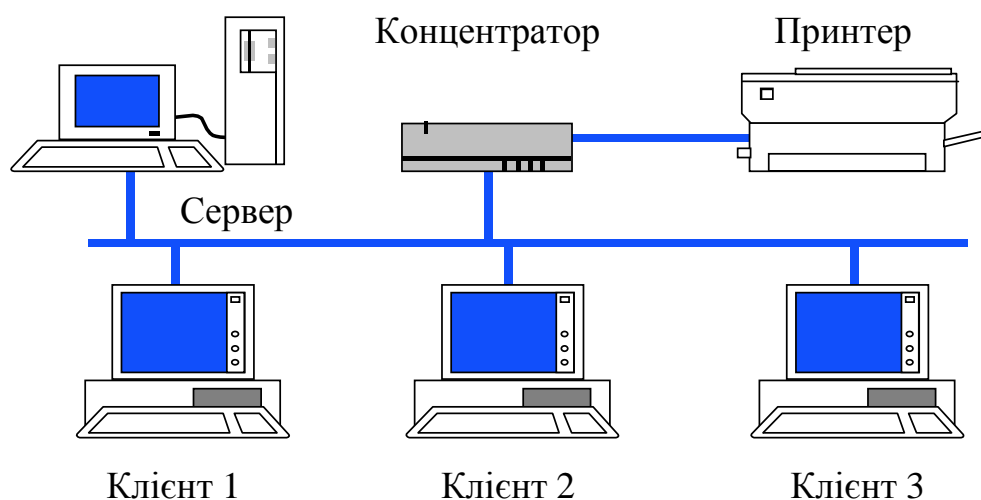 Концентратор
Принтер
Сервер
Клієнт 1
Клієнт 2
Клієнт 3